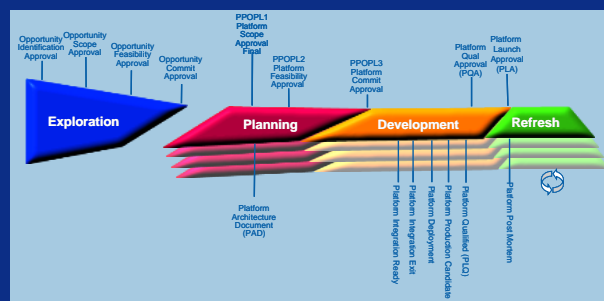 Opportunity
Identification
Approval
Opportunity
Scope
Approval
Opportunity
Feasibility
Approval
Opportunity
Commit
Approval
PPOPL1
Platform
Scope
Approval
Final
PPOPL2
Platform
Feasibility
Approval
PPOPL3
Platform
Commit
Approval
Platform
Qual
Approval
(PQA)
Platform
Launch
Approval
(PLA)
Exploration
Planning
Development
Refresh
Platform
Architecture
Document
(PAD)
Platform Integration Ready
Platform Integration Exit
Platform Deployment
Platform Production Candidate
Platform Qualified (PLQ)
Platform Post Mortem